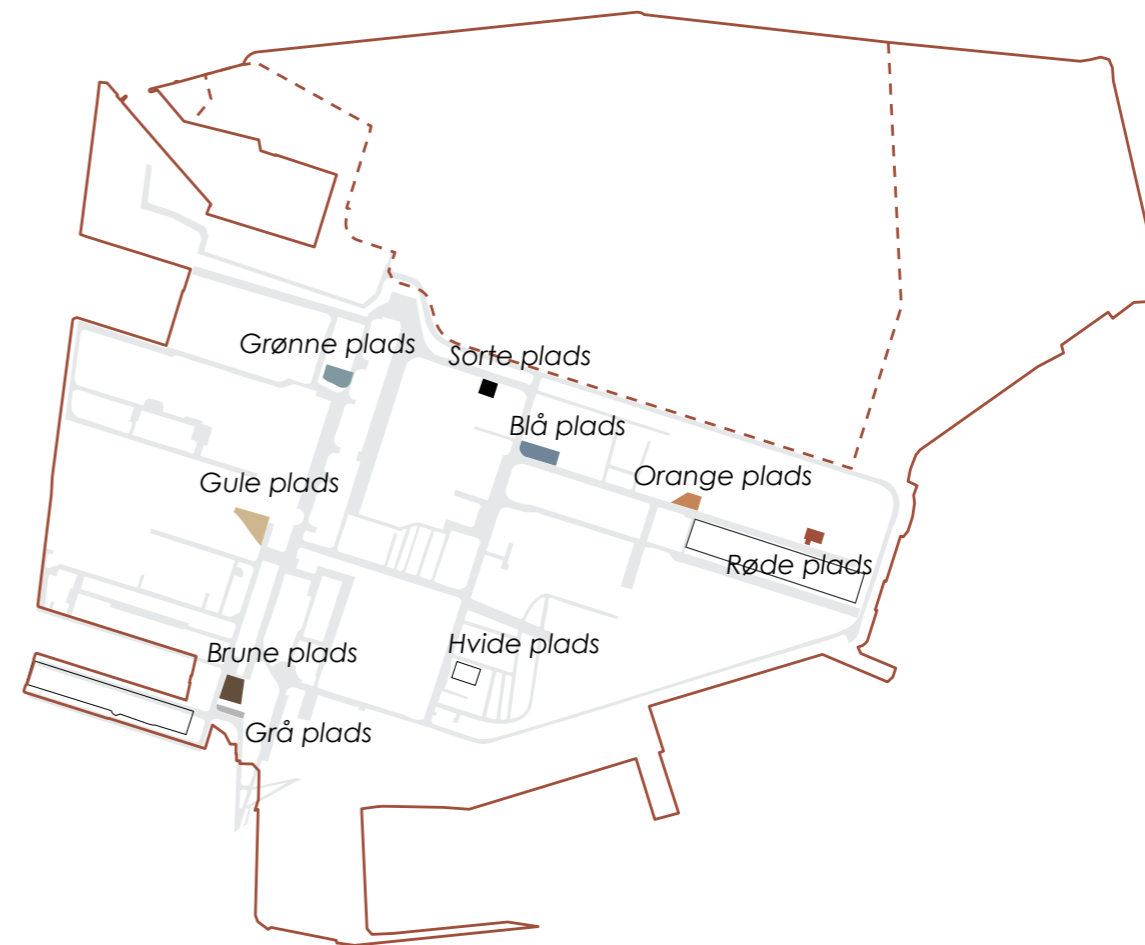 Grønne plads
Sorte plads
Blå plads
Orange plads
Gule plads
Røde plads
Hvide plads
Brune plads
Grå plads